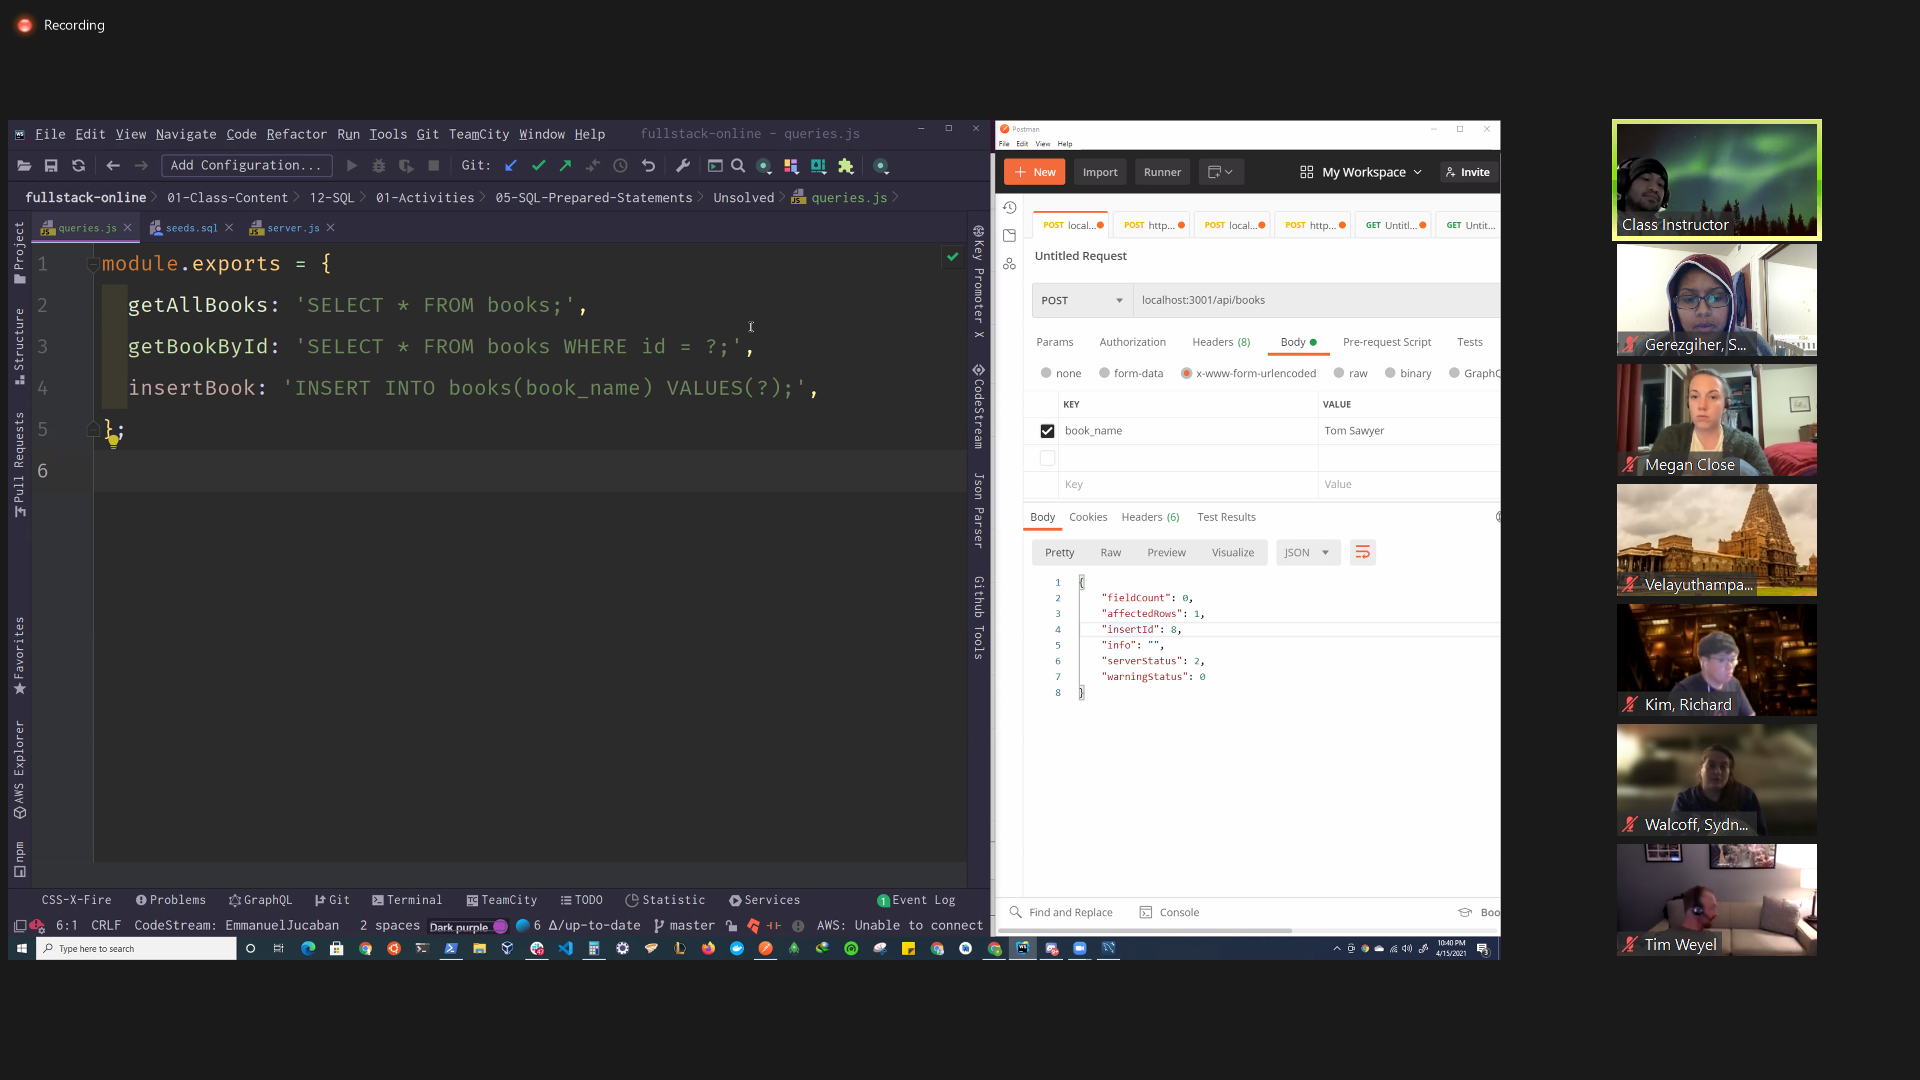 Recording
File Edit View Navigate Code Refactor Run Tools Git TeamCity Window Help fullstack-online - queries.js
Add Configuration... Git:
fullstack-online 01-Class-Content 12-SQL 01-Activities 05-SQL-Prepared-Statements Unsolved queries.js
queries.js seeds.sql server.js
1 module.exports = {
2 getAllBooks: 'SELECT * FROM books;',
3 getBookById: 'SELECT * FROM books WHERE id = ?;',
4 insertBook: 'INSERT INTO books(book_name) VALUES(?);',
5 };
6
Project
Structure
Pull Requests
Favorites
AWS Explorer
npm
Key Promoter X
CodeStream
Json Parser
Github Tools
CSS-X-Fire Problems GraphQL Git Terminal TeamCity TODO Statistic Services 1 Event Log
6:1 CRLF CodeStream: EmmanuelJucaban 2 spaces Dark purple 6 Δ/up-to-date master AWS: Unable to connect
Type here to search
10:40 PM
4/15/2021
3
Postman
File Edit View Help
New Import Runner My Workspace Invite
POST local... POST http... POST local... POST http... GET Untitl... GET Untit...
Untitled Request
POST localhost:3001/api/books
Params Authorization Headers (8) Body Pre-request Script Tests
none form-data x-www-form-urlencoded raw binary GraphQ
KEY VALUE
book_name Tom Sawyer
Key Value
Body Cookies Headers (6) Test Results
Pretty Raw Preview Visualize JSON
1 {
2 "fieldCount": 0,
3 "affectedRows": 1,
4 "insertId": 8,
5 "info": "",
6 "serverStatus": 2,
7 "warningStatus": 0
8 }
Find and Replace Console Boo
Class Instructor
Gerezgiher, S...
Megan Close
Velayuthampa...
Kim, Richard
Walcoff, Sydn...
Tim Weyel